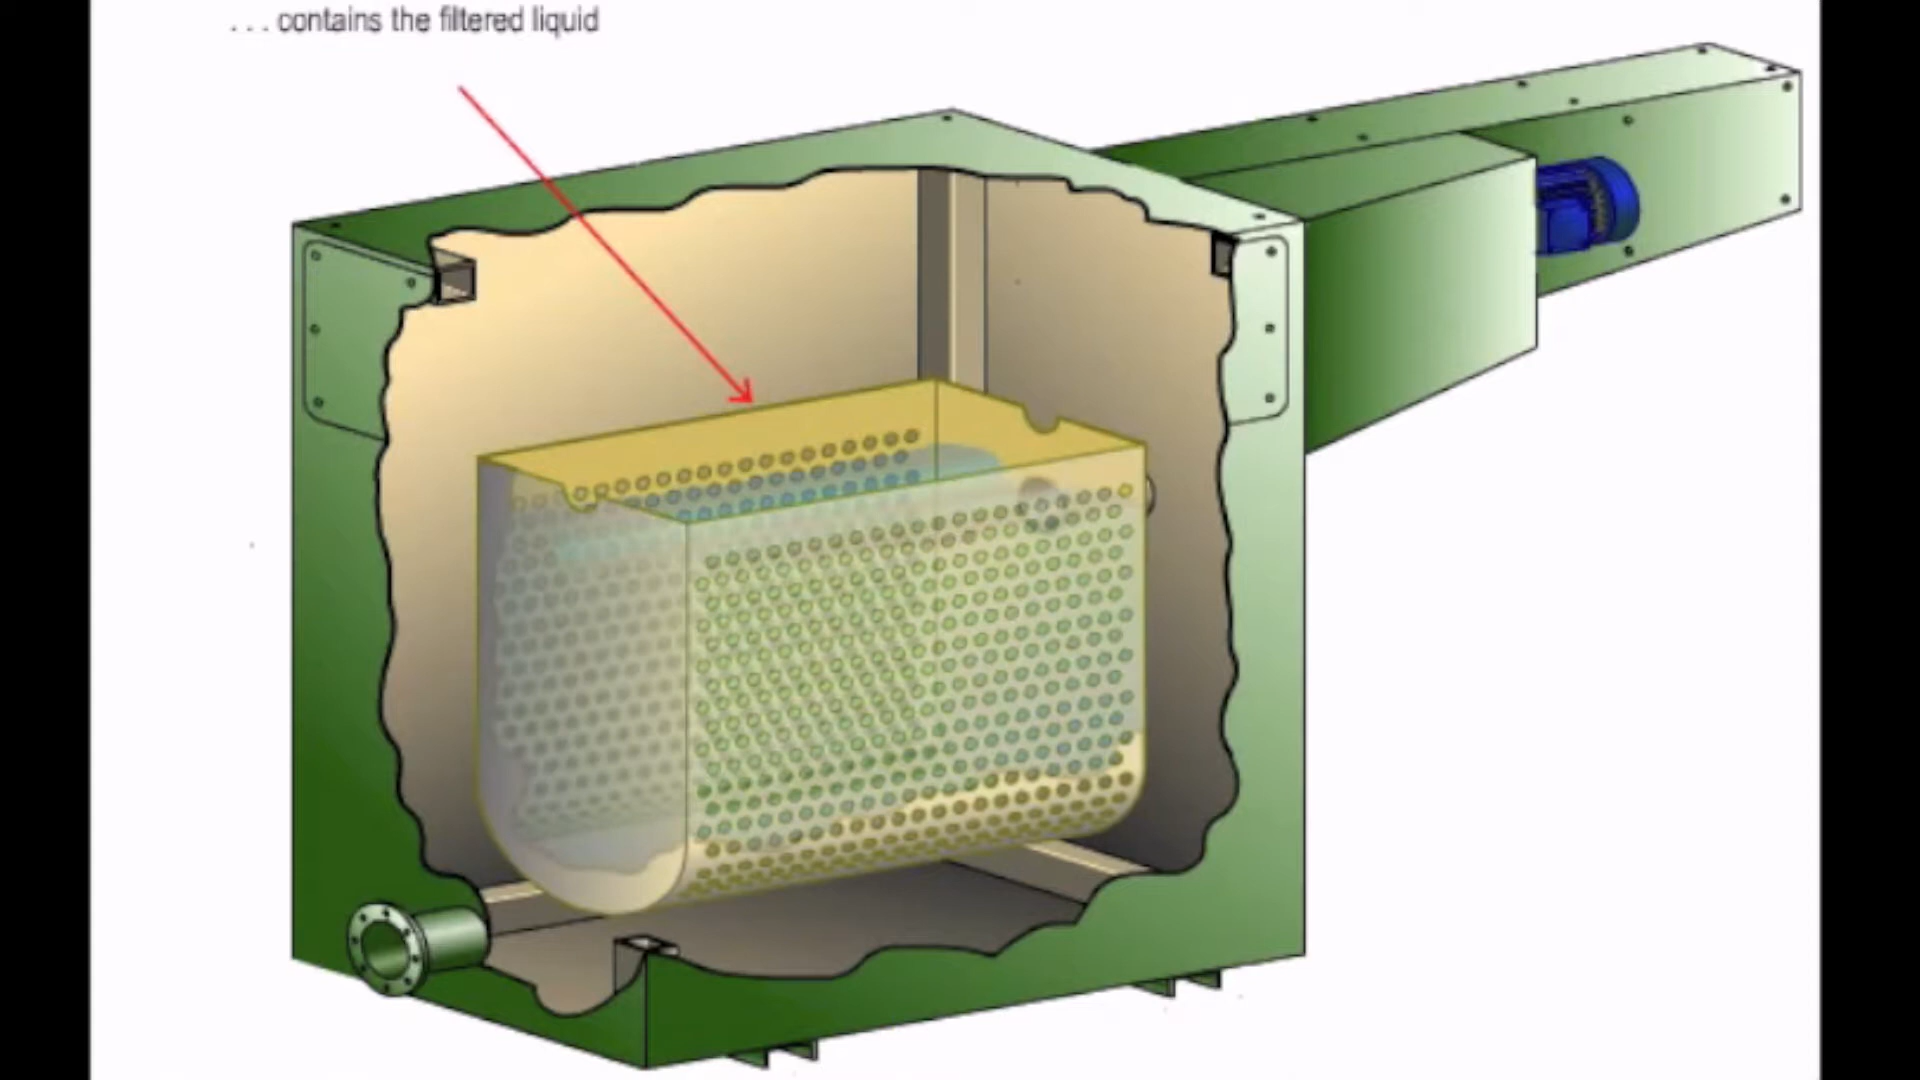 . . . contains the filtered liquid